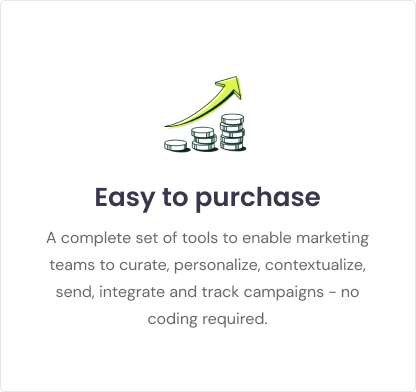 Easy to purchase
A complete set of tools to enable marketing
teams to curate, personalize, contextualize,
send, integrate and track campaigns - no
coding required.